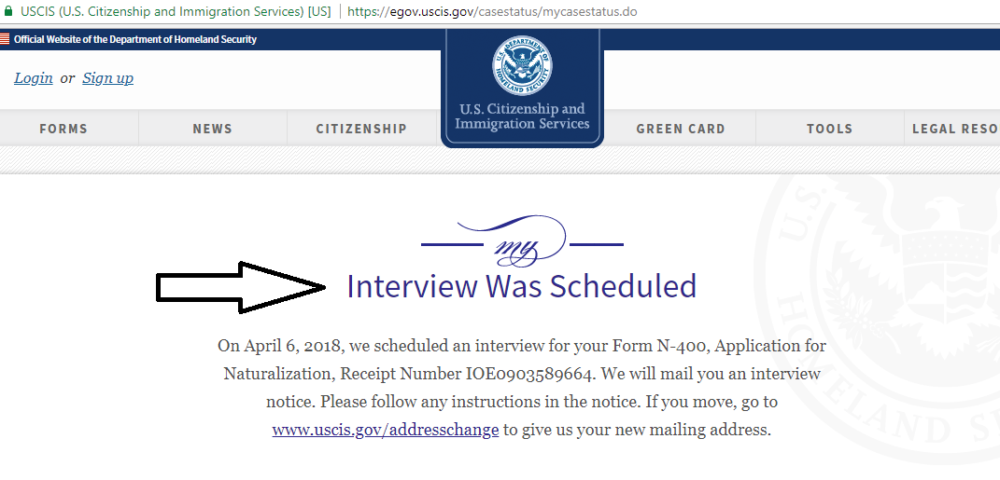 USCIS (U.S. Citizenship and Immigration Services) [US] | https://egov.uscis.gov/casestatus/mycasestatus.do
Official Website of the Department of Homeland Security
Login or Sign up
U.S. DEPARTMENT OF HOMELAND SECURITY
U.S. Citizenship and
Immigration Services
FORMS NEWS CITIZENSHIP GREEN CARD TOOLS LEGAL RESO
my
Interview Was Scheduled
On April 6, 2018, we scheduled an interview for your Form N-400, Application for
Naturalization, Receipt Number IOE0903589664. We will mail you an interview
notice. Please follow any instructions in the notice. If you move, go to
www.uscis.gov/addresschange to give us your new mailing address.
U.S.
HOMELAND SE